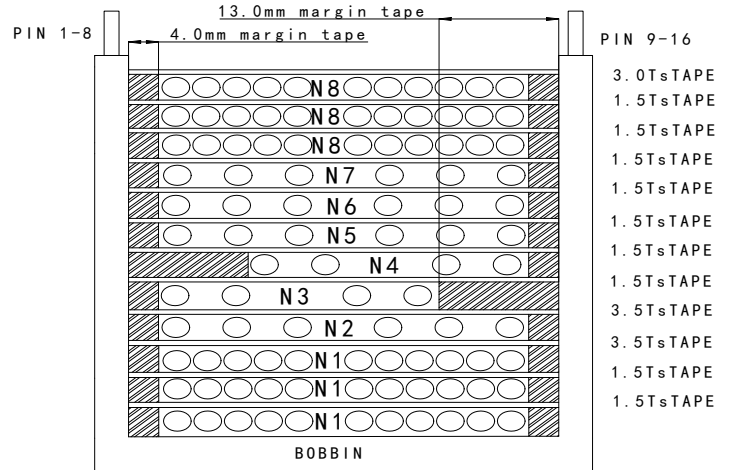 13.0mm margin tape
PIN 1-8
4.0mm margin tape
PIN 9-16
N8
3.0TsTAPE
N8
1.5TsTAPE
N8
1.5TsTAPE
N7
1.5TsTAPE
N6
1.5TsTAPE
N5
1.5TsTAPE
N4
1.5TsTAPE
N3
1.5TsTAPE
N2
3.5TsTAPE
N1
3.5TsTAPE
N1
1.5TsTAPE
N1
1.5TsTAPE
BOBBIN